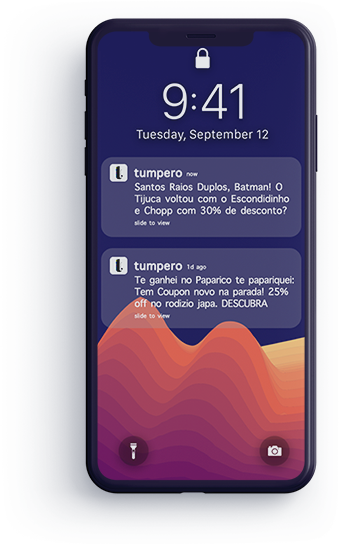 9:41
Tuesday, September 12
tumpero now
Santos Raios Duplos, Batman! O
Tijuca voltou com o Escondidinho
e Chopp com 30% de desconto?
slide to view
tumpero 1d ago
Te ganhei no Paparico te papariquei:
Tem Coupon novo na parada! 25%
off no rodizio japa. DESCUBRA
slide to view